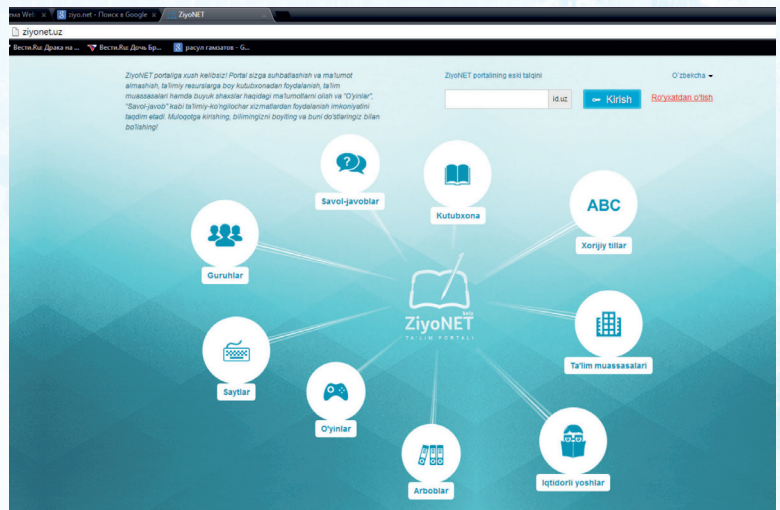 ема Web
ziyo.net - Поиск в Google
ZiyoNET
ziyonet.uz
Вести.Ru: Драка на ...
Вести.Ru: Дочь Бр...
расул гамзатов - G...
ZiyoNET portaliga xush kelibsiz! Portal sizga suhbatlashish va ma'lumot
almashish, ta'limiy resurslarga boy kutubxonadan foydalanish, ta'lim
muassasalari hamda buyuk shaxslar haqidagi ma'lumotlarni olish va "O'yinlar",
"Savol-javob" kabi ta'limiy-ko'ngilochar xizmatlardan foydalanish imkoniyatini
taqdim etadi. Muloqotga kirishing, bilimingizni boyiting va buni do'stlaringiz bilan
bo'lishing!
ZiyoNET portalining eski talqini
O'zbekcha
id.uz
Kirish
Ro'yxatdan o'tish
Savol-javoblar
Kutubxona
ABC
Xorijiy tillar
Guruhlar
beta
ZiyoNET
TA'LIM PORTALI
Ta'lim muassasalari
Saytlar
O'yinlar
Arboblar
Iqtidorli yoshlar